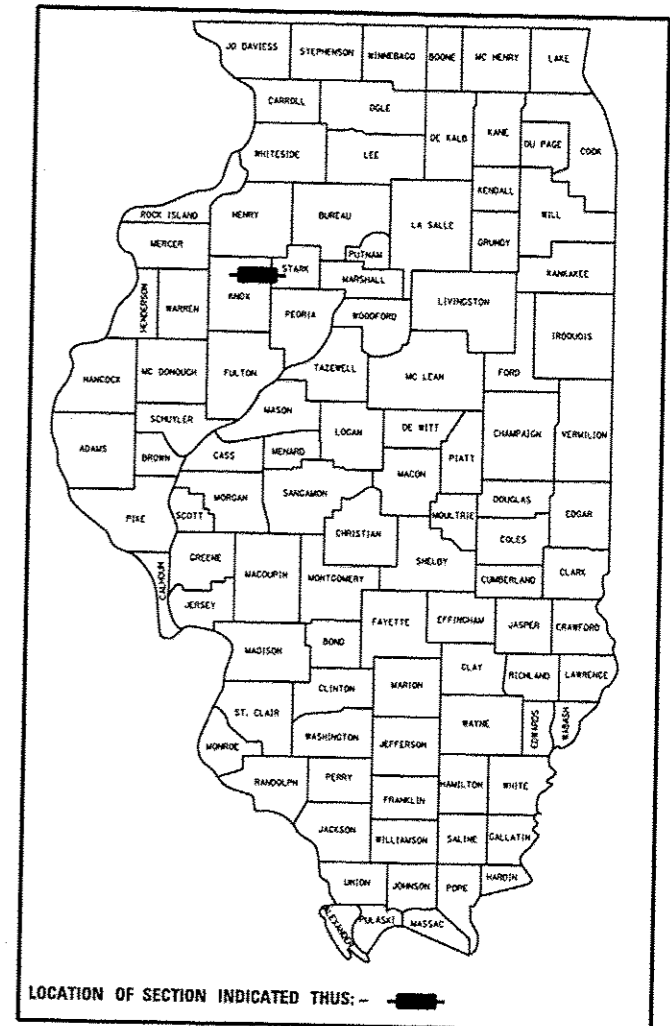 JO DAVIESS STEPHENSON WINNEBAGO BOONE MC HENRY LAKE
CARROLL OGLE DE KALB KANE DU PAGE COOK
WHITESIDE LEE
KENDALL WILL
ROCK ISLAND HENRY BUREAU LA SALLE GRUNDY
MERCER PUTNAM
STARK MARSHALL KANKAKEE
HENDERSON WARREN KNOX PEORIA WOODFORD LIVINGSTON
IROQUOIS
HANCOCK MC DONOUGH FULTON TAZEWELL MC LEAN FORD
MASON
SCHUYLER LOGAN DE WITT CHAMPAIGN VERMILION
ADAMS BROWN CASS MENARD PIATT
MACON
PIKE SCOTT MORGAN SANGAMON MOULTRIE DOUGLAS EDGAR
CHRISTIAN COLES
CALHOUN GREENE MACOUPIN MONTGOMERY SHELBY CUMBERLAND CLARK
JERSEY
FAYETTE EFFINGHAM JASPER CRAWFORD
MADISON BOND
CLAY RICHLAND LAWRENCE
CLINTON MARION
ST. CLAIR WAYNE EDWARDS WABASH
MONROE WASHINGTON JEFFERSON
RANDOLPH PERRY HAMILTON WHITE
FRANKLIN
JACKSON WILLIAMSON SALINE GALLATIN
UNION JOHNSON POPE HARDIN
ALEXANDER PULASKI MASSAC
LOCATION OF SECTION INDICATED THUS: -